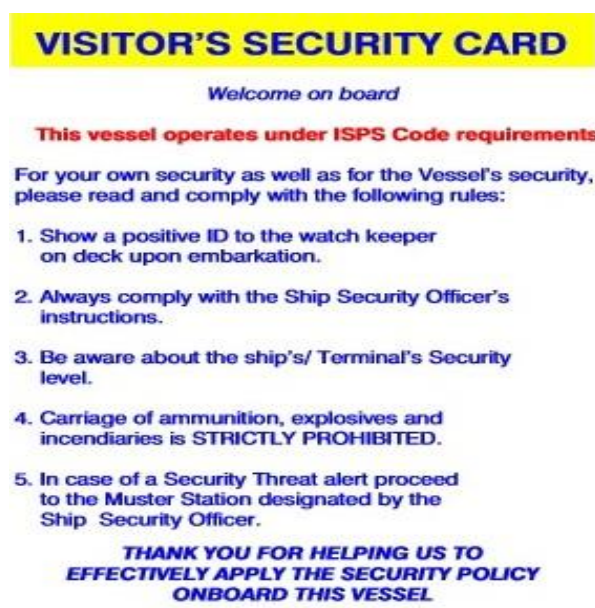 VISITOR'S SECURITY CARD
Welcome on board
This vessel operates under ISPS Code requirements
For your own security as well as for the Vessel's security,
please read and comply with the following rules:
1. Show a positive ID to the watch keeper
on deck upon embarkation.
2. Always comply with the Ship Security Officer's
instructions.
3. Be aware about the ship's/ Terminal's Security
level.
4. Carriage of ammunition, explosives and
incendiaries is STRICTLY PROHIBITED.
5. In case of a Security Threat alert proceed
to the Muster Station designated by the
Ship Security Officer.
THANK YOU FOR HELPING US TO
EFFECTIVELY APPLY THE SECURITY POLICY
ONBOARD THIS VESSEL